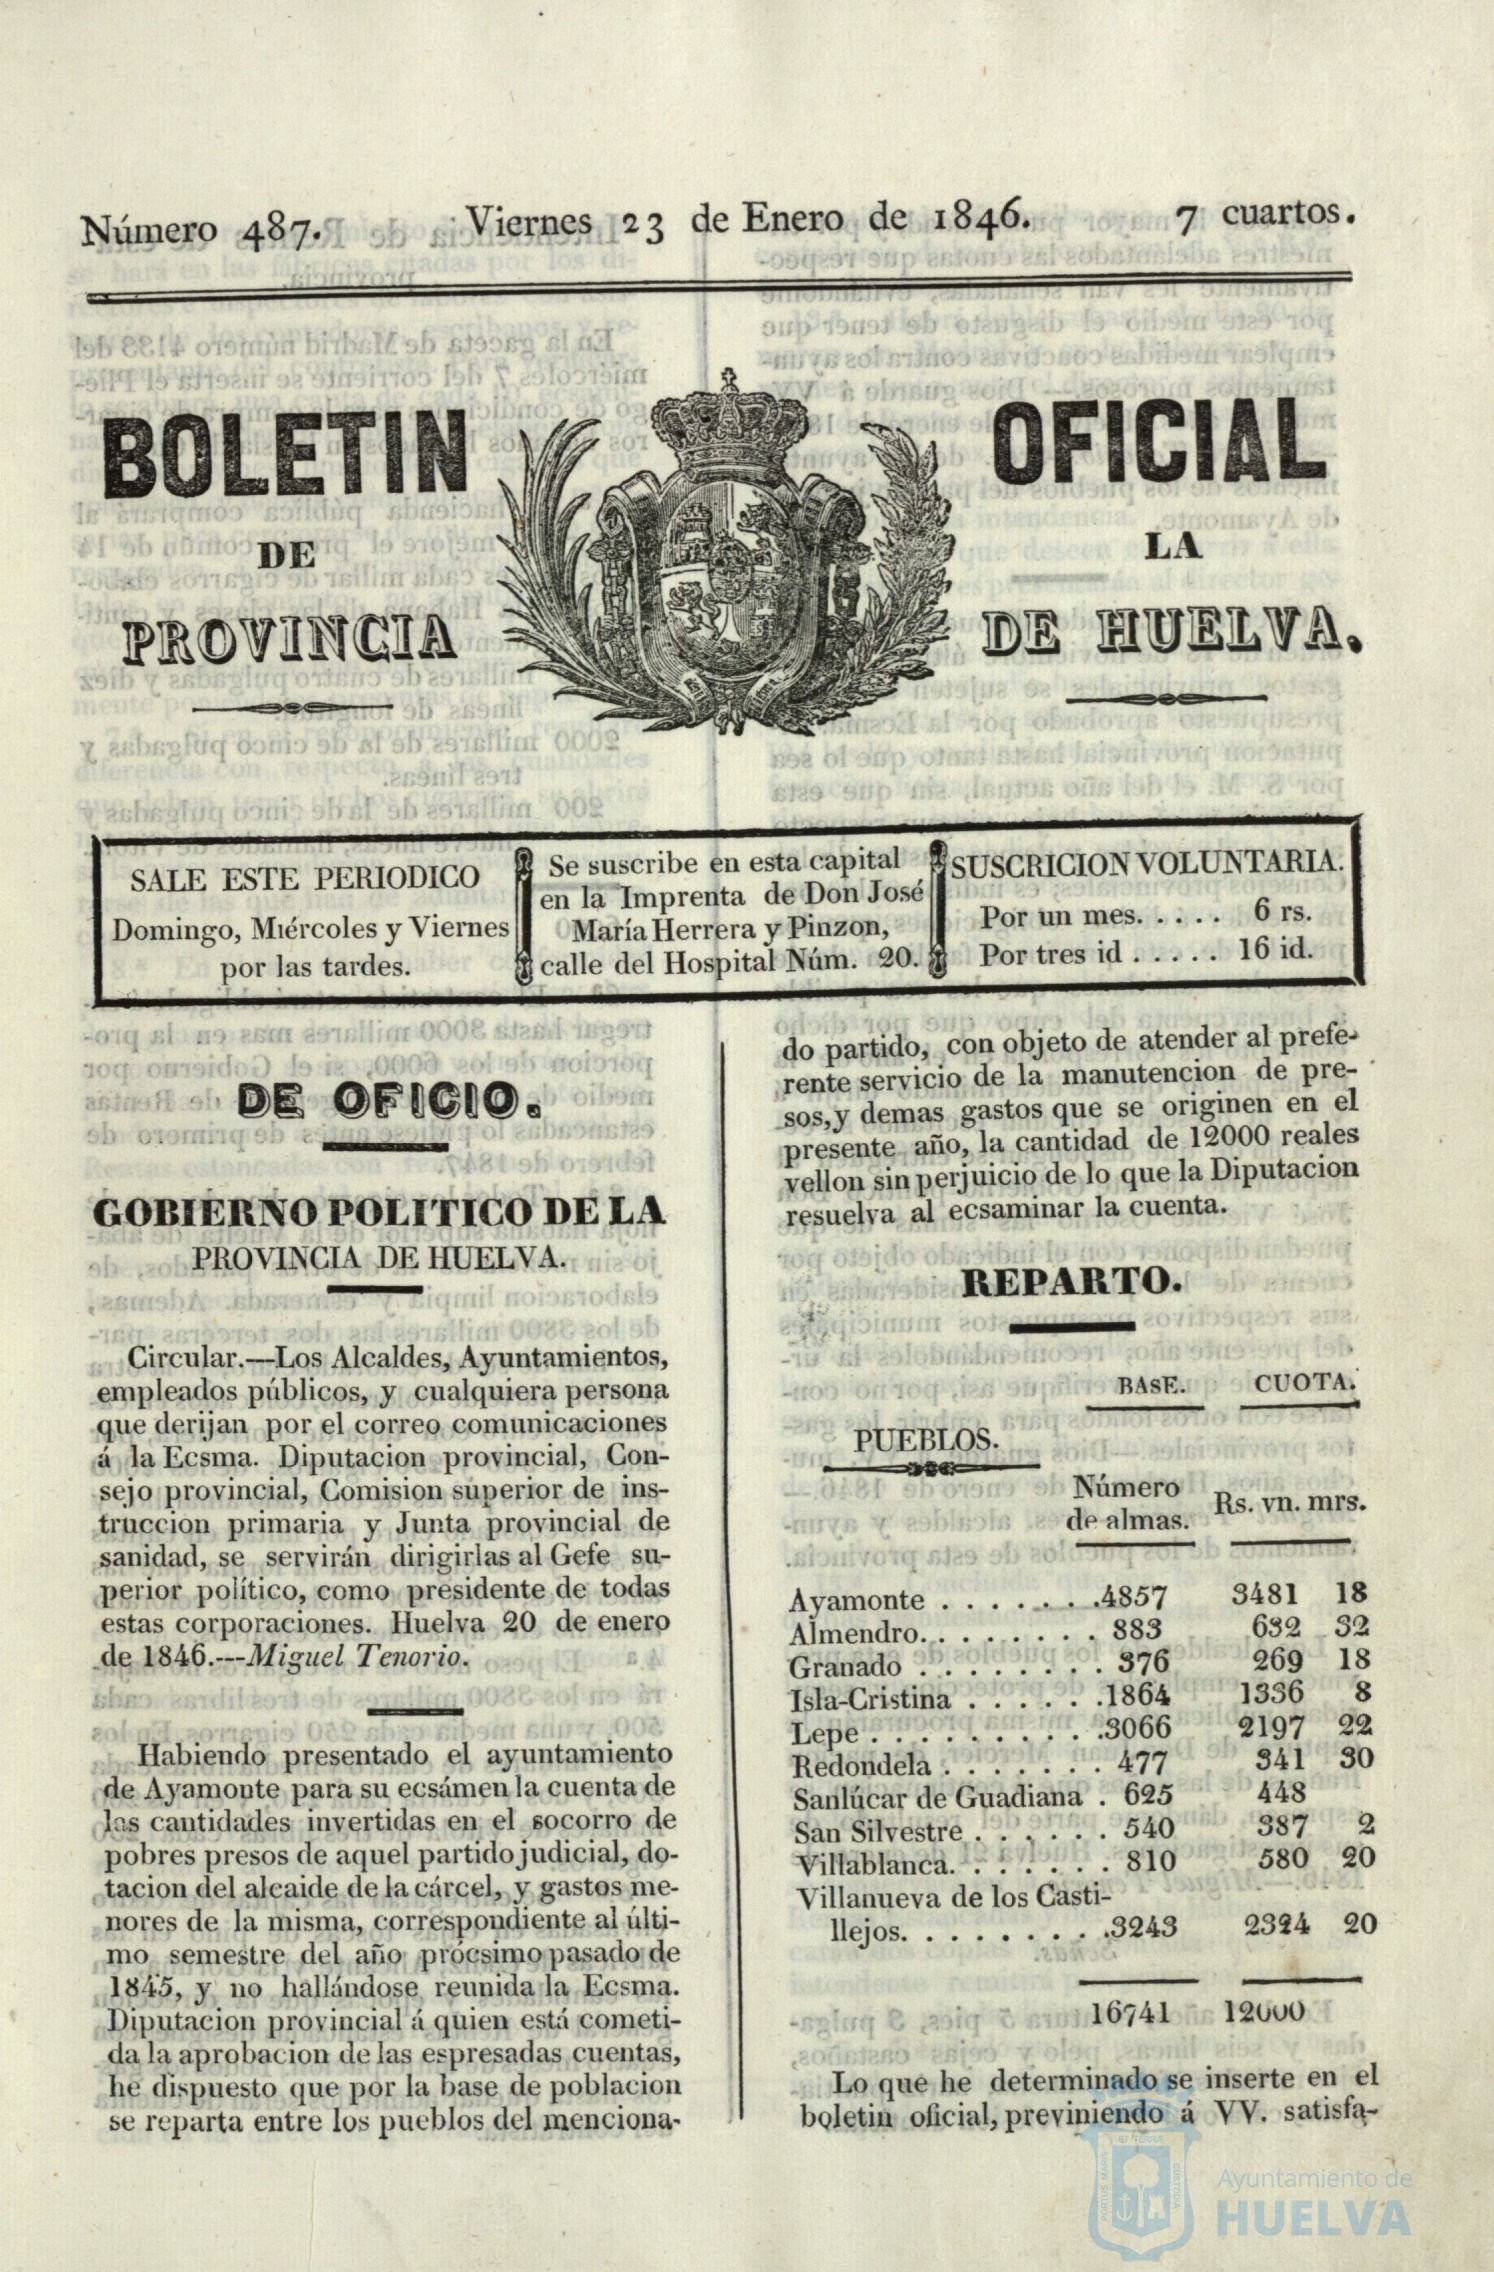 Número 487. Viernes 23 de Enero de 1846. 7 cuartos.
BOLETIN OFICIAL
DE LA
PROVINCIA DE HUELVA.
SALE ESTE PERIODICO
Domingo, Miércoles y Viernes
por las tardes.
Se suscribe en esta capital
en la Imprenta de Don José
María Herrera y Pinzon,
calle del Hospital Núm. 20.
SUSCRICION VOLUNTARIA.
Por un mes. . . . . 6 rs.
Por tres id . . . . . 16 id.
DE OFICIO.
GOBIERNO POLITICO DE LA
PROVINCIA DE HUELVA.
Circular.—Los Alcaldes, Ayuntamientos,
empleados públicos, y cualquiera persona
que derijan por el correo comunicaciones
á la Ecsma. Diputacion provincial, Con-
sejo provincial, Comision superior de ins-
truccion primaria y Junta provincial de
sanidad, se servirán dirigirlas al Gefe su-
perior político, como presidente de todas
estas corporaciones. Huelva 20 de enero
de 1846.---Miguel Tenorio.
Habiendo presentado el ayuntamiento
de Ayamonte para su ecsámen la cuenta de
las cantidades invertidas en el socorro de
pobres presos de aquel partido judicial, do-
tacion del alcaide de la cárcel, y gastos me-
nores de la misma, correspondiente al últi-
mo semestre del año prócsimo pasado de
1845, y no hallándose reunida la Ecsma.
Diputacion provincial á quien está cometi-
da la aprobacion de las espresadas cuentas,
he dispuesto que por la base de poblacion
se reparta entre los pueblos del menciona-
do partido, con objeto de atender al prefe-
rente servicio de la manutencion de pre-
sos, y demas gastos que se originen en el
presente año, la cantidad de 12000 reales
vellon sin perjuicio de lo que la Diputacion
resuelva al ecsaminar la cuenta.
REPARTO.
BASE. CUOTA.
PUEBLOS.
Número
de almas. Rs. vn. mrs.
Ayamonte . . . . . . .4857 3481 18
Almendro. . . . . . . . . 883 632 32
Granado . . . . . . . . . 376 269 18
Isla-Cristina . . . . . .1864 1336 8
Lepe . . . . . . . . . .3066 2197 22
Redondela . . . . . . . . 477 341 30
Sanlúcar de Guadiana . 625 448
San Silvestre . . . . . . 540 387 2
Villablanca. . . . . . . 810 580 20
Villanueva de los Casti-
llejos. . . . . . . . . .3243 2324 20
16741 12000
Lo que he determinado se inserte en el
boletin oficial, previniendo á VV. satisfa-
PORTUS MARIS ET TERRÆ CUSTODIA
Ayuntamiento de
HUELVA